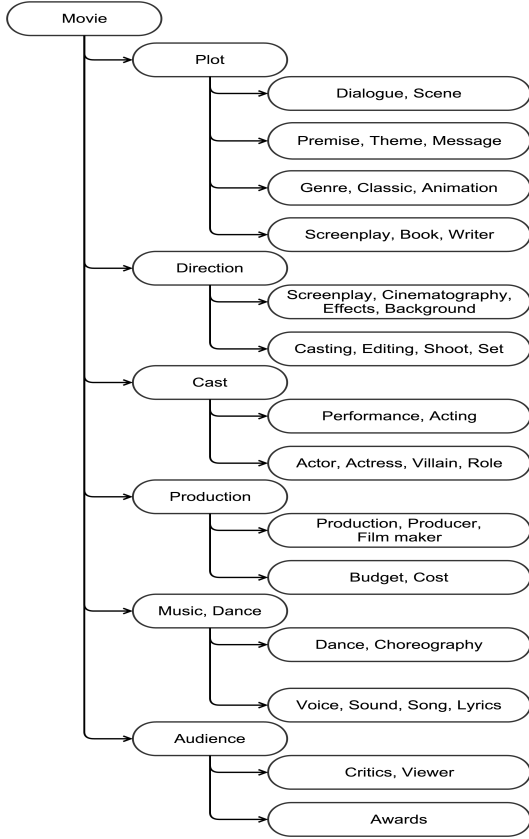 Movie
Plot
Dialogue, Scene
Premise, Theme, Message
Genre, Classic, Animation
Screenplay, Book, Writer
Direction
Screenplay, Cinematography,
Effects, Background
Casting, Editing, Shoot, Set
Cast
Performance, Acting
Actor, Actress, Villain, Role
Production
Production, Producer,
Film maker
Budget, Cost
Music, Dance
Dance, Choreography
Voice, Sound, Song, Lyrics
Audience
Critics, Viewer
Awards